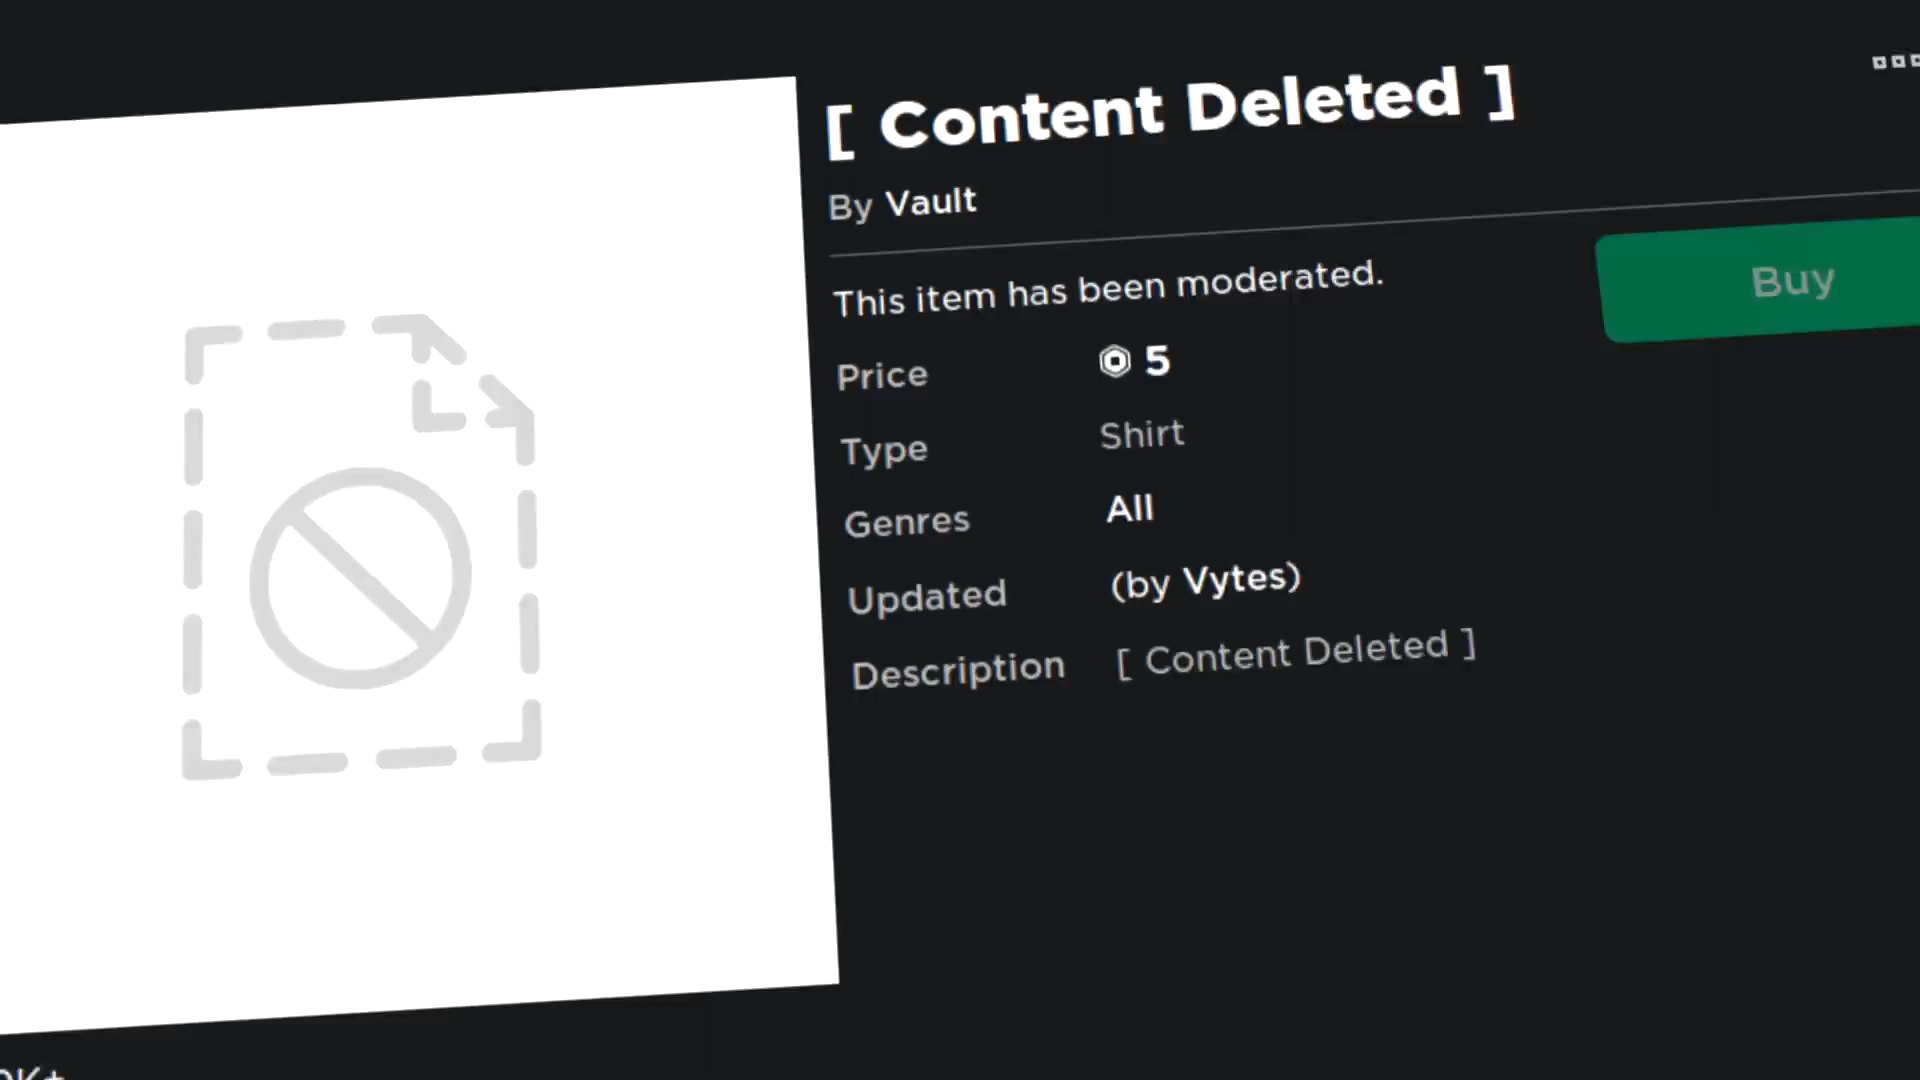 [ Content Deleted ]
By Vault
This item has been moderated.
Buy
Price 5
Type Shirt
Genres All
Updated (by Vytes)
Description [ Content Deleted ]
K+